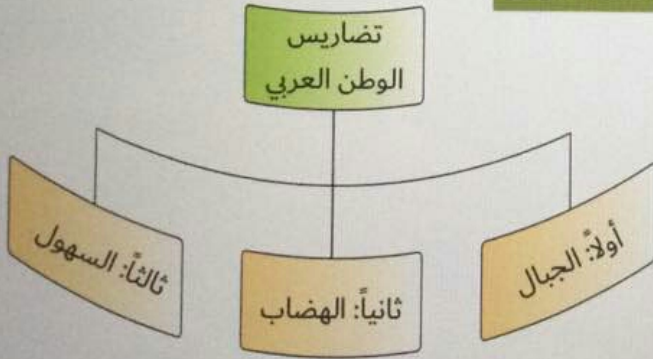 تضاريس
الوطن العربي
أولاً: الجبال
ثانياً: الهضاب
ثالثاً: السهول